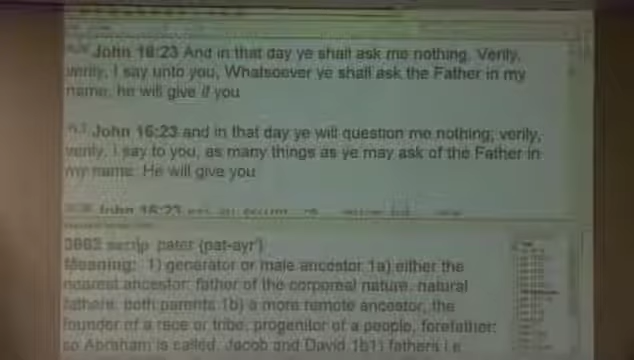 John 16:23 And in that day ye shall ask me nothing. Verily,
verily, I say unto you, Whatsoever ye shall ask the Father in my
name, he will give it you
John 16:23 and in that day ye will question me nothing; verily,
verily, I say to you, as many things as ye may ask of the Father in
my name. He will give you
John 16:23
pater (pat-ayr')
Meaning: 1) generator or male ancestor 1a) either the
nearest ancestor: father of the corporeal nature, natural
fathers, both parents 1b) a more remote ancestor, the
founder of a race or tribe, progenitor of a people, forefather:
so Abraham is called, Jacob and David 1b1) fathers i.e.